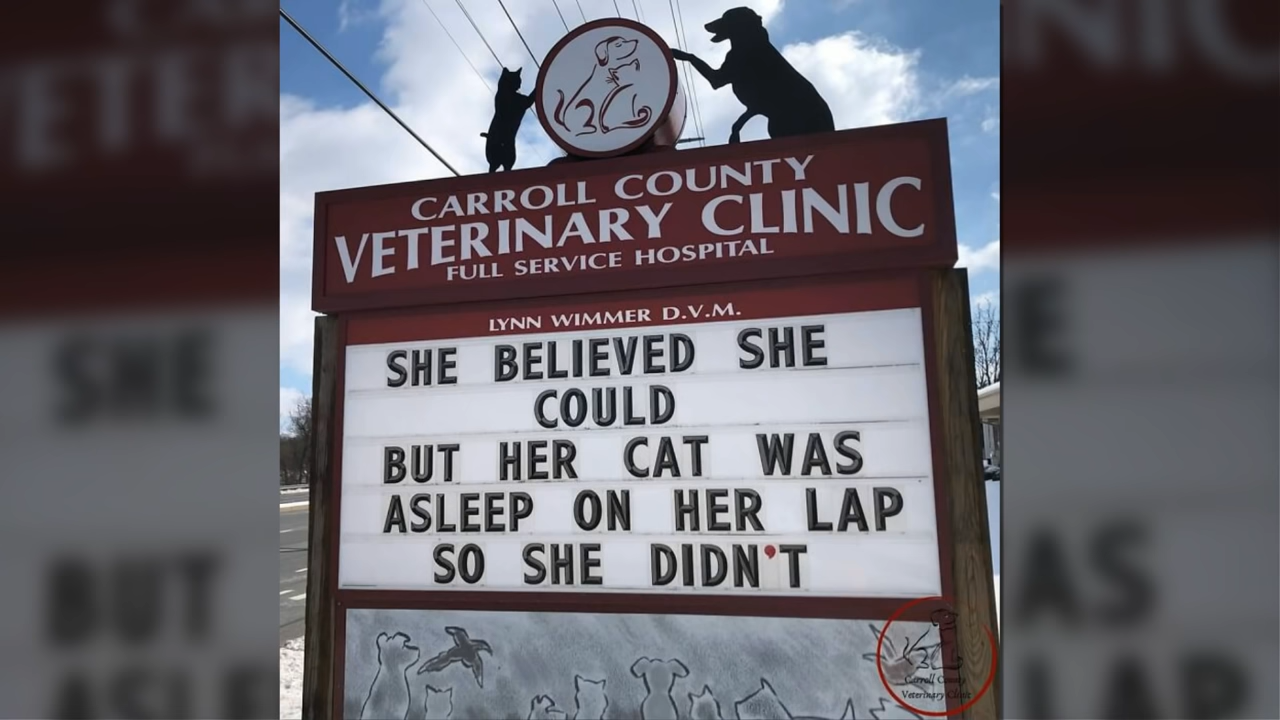 CARROLL COUNTY
VETERINARY CLINIC
FULL SERVICE HOSPITAL
LYNN WIMMER D.V.M.
SHE BELIEVED SHE
COULD
BUT HER CAT WAS
ASLEEP ON HER LAP
SO SHE DIDN'T
Carroll County
Veterinary Clinic